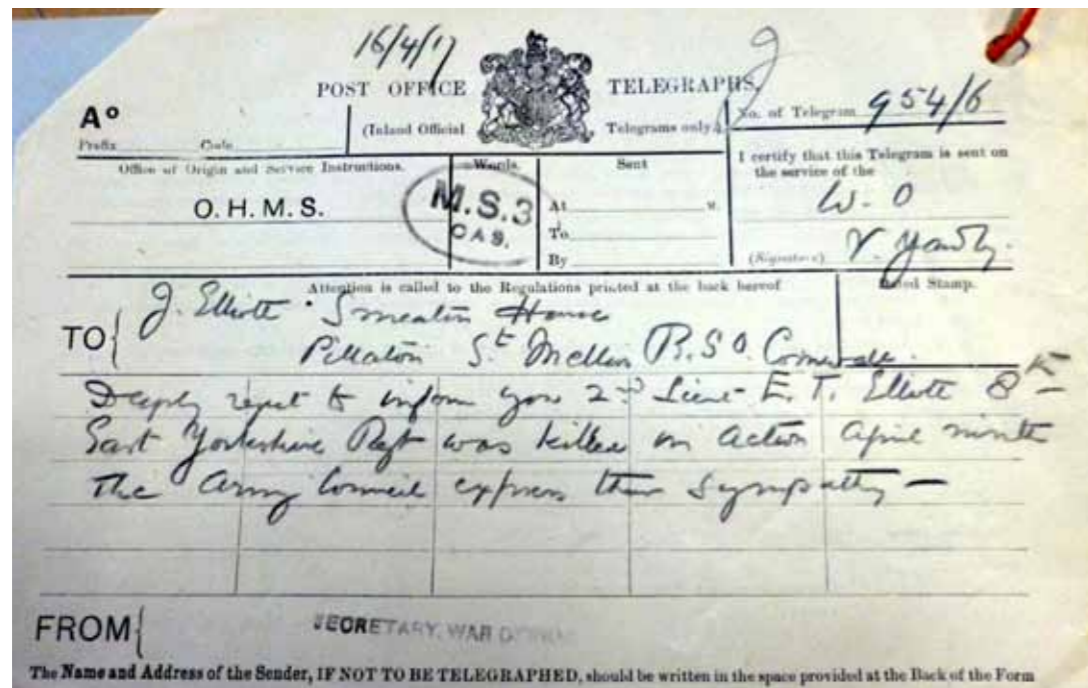 16/4/17
POST OFFICE TELEGRAPHS.
(Inland Official Telegrams only.)
No. of Telegram 954/6
A°
Prefix Code
Office of Origin and Service Instructions.
Words.
Sent
I certify that this Telegram is sent on
the service of the
O.H.M.S.
M.S.3
CAS.
At M.
To
By
W.O
(Signature)
Attention is called to the Regulations printed at the back hereof
Dated Stamp.
TO J. Elliott Smeaton House
Pillaton St Mellion R.S.O. Cornwall.
Deeply regret to inform you 2nd Lieut E. T. Elliott 8th
East Yorkshire Regt was killed in action April ninth
The Army Council express their sympathy —
FROM SECRETARY, WAR OFFICE
The Name and Address of the Sender, IF NOT TO BE TELEGRAPHED, should be written in the space provided at the Back of the Form